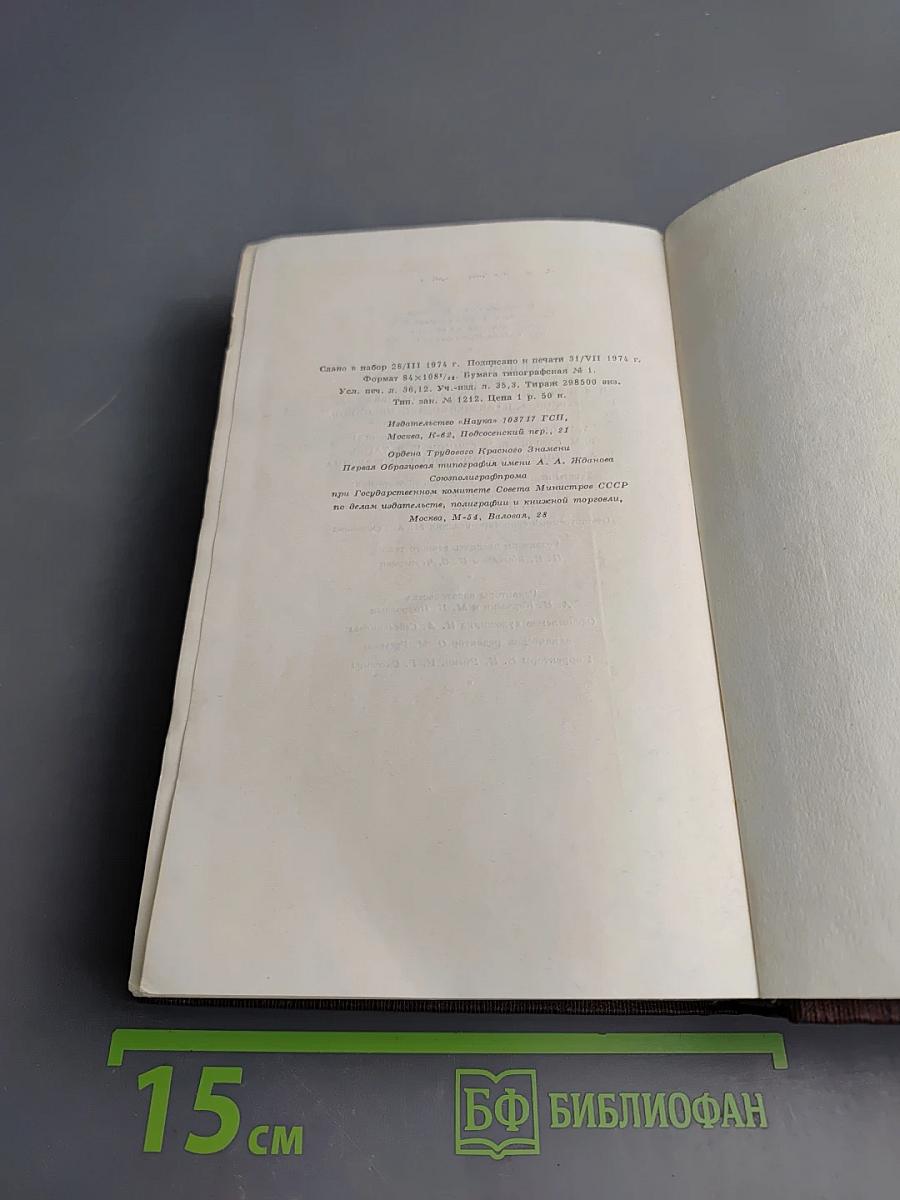 Сдано в набор 28/III 1974 г. Подписано к печати 31/VII 1974 г.
Формат 84×108¹/₃₂. Бумага типографская № 1.
Усл. печ. л. 36,12. Уч.-изд. л. 35,3. Тираж 298500 экз.
Тип. зак. № 1212. Цена 1 р. 50 к.
Издательство «Наука» 103717 ГСП,
Москва, К-62, Подсосенский пер., 21
Ордена Трудового Красного Знамени
Первая Образцовая типография имени А. А. Жданова
Союзполиграфпрома
при Государственном комитете Совета Министров СССР
по делам издательств, полиграфии и книжной торговли,
Москва, М-54, Валовая, 28
15 см
БФ БИБЛИОФАН